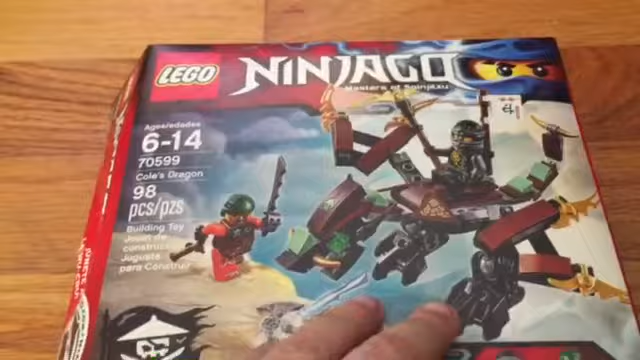 LEGO
NINJAGO
Masters of Spinjitzu
Ages/edades
6-14
70599
Cole's Dragon
98
pcs/pzs
Building Toy
Jouet de
construction
Juguete
para Construir